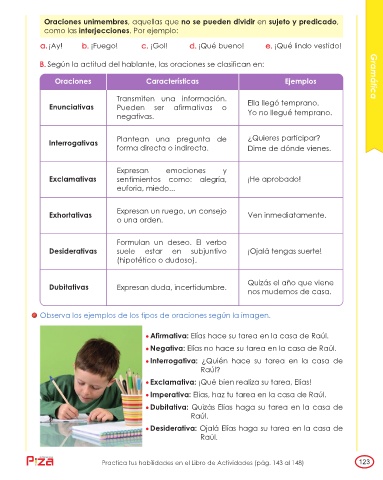 Oraciones unimembres, aquellas que no se pueden dividir en sujeto y predicado,
como las interjecciones. Por ejemplo:
a. ¡Ay! b. ¡Fuego! c. ¡Gol! d. ¡Qué bueno! e. ¡Qué lindo vestido!
Gramática
B. Según la actitud del hablante, las oraciones se clasifican en:
Oraciones Características Ejemplos
Enunciativas
Transmiten una información.
Pueden ser afirmativas o
negativas.
Ella llegó temprano.
Yo no llegué temprano.
Interrogativas
Plantean una pregunta de
forma directa o indirecta.
¿Quieres participar?
Dime de dónde vienes.
Exclamativas
Expresan emociones y
sentimientos como: alegría,
euforia, miedo...
¡He aprobado!
Exhortativas
Expresan un ruego, un consejo
o una orden.
Ven inmediatamente.
Desiderativas
Formulan un deseo. El verbo
suele estar en subjuntivo
(hipotético o dudoso).
¡Ojalá tengas suerte!
Dubitativas
Expresan duda, incertidumbre.
Quizás el año que viene
nos mudemos de casa.
Observa los ejemplos de los tipos de oraciones según la imagen.
• Afirmativa: Elías hace su tarea en la casa de Raúl.
• Negativa: Elías no hace su tarea en la casa de Raúl.
• Interrogativa: ¿Quién hace su tarea en la casa de
Raúl?
• Exclamativa: ¡Qué bien realiza su tarea, Elías!
• Imperativa: Elías, haz tu tarea en la casa de Raúl.
• Dubitativa: Quizás Elías haga su tarea en la casa de
Raúl.
• Desiderativa: Ojalá Elías haga su tarea en la casa de
Raúl.
Practica tus habilidades en el Libro de Actividades (pág. 143 al 148)
123